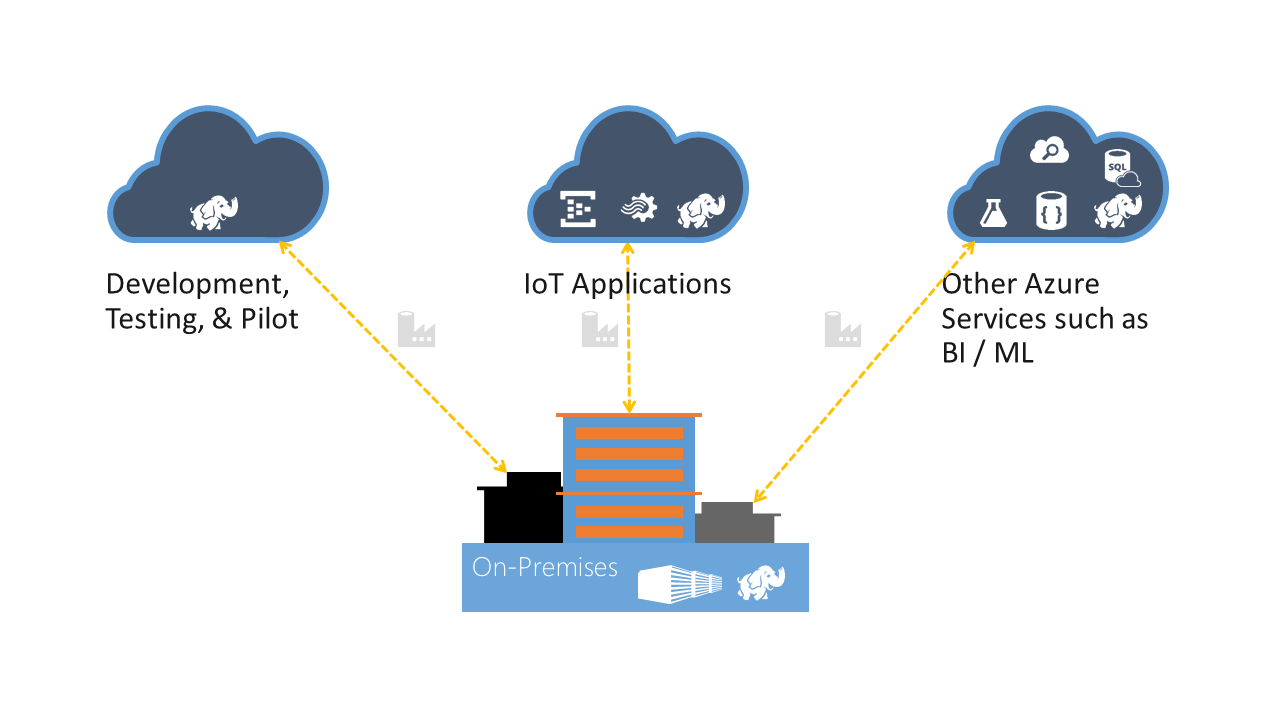 SQL
Development,
Testing, & Pilot
IoT Applications
Other Azure
Services such as
BI / ML
On-Premises